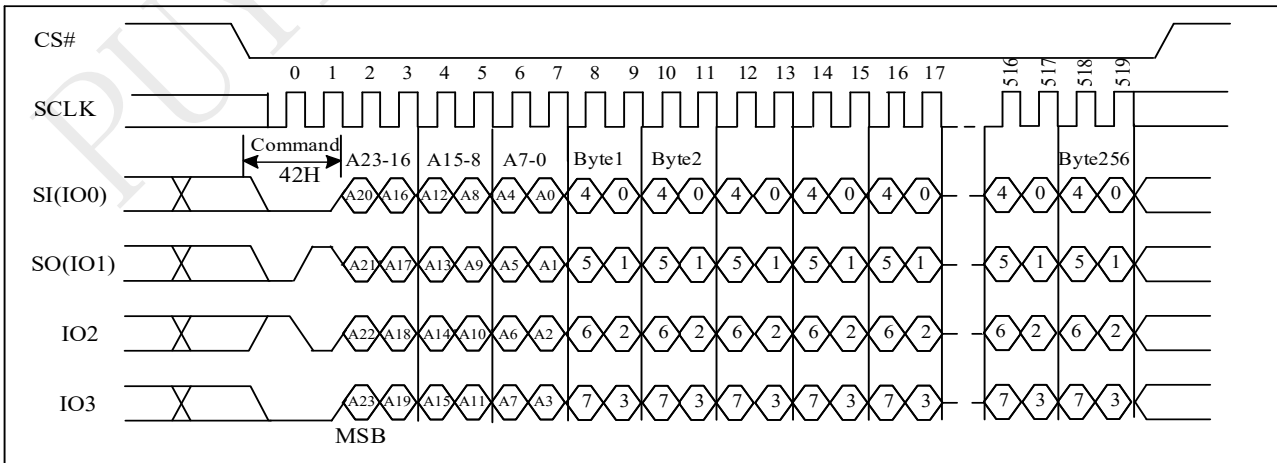 PUY
CS#
0 1 2 3 4 5 6 7 8 9 10 11 12 13 14 15 16 17 516 517 518 519
SCLK
Command A23-16 A15-8 A7-0 Byte1 Byte2 Byte256
42H
SI(IO0) A20 A16 A12 A8 A4 A0 4 0 4 0 4 0 4 0 4 0 4 0 4 0
SO(IO1) A21 A17 A13 A9 A5 A1 5 1 5 1 5 1 5 1 5 1 5 1 5 1
IO2 A22 A18 A14 A10 A6 A2 6 2 6 2 6 2 6 2 6 2 6 2 6 2
IO3 A23 A19 A15 A11 A7 A3 7 3 7 3 7 3 7 3 7 3 7 3 7 3
MSB